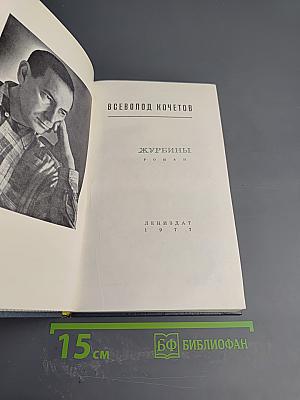 ВСЕВОЛОД КОЧЕТОВ
ЖУРБИНЫ
РОМАН
ЛЕНИЗДАТ
1977
15 см
БФ БИБЛИОФАН